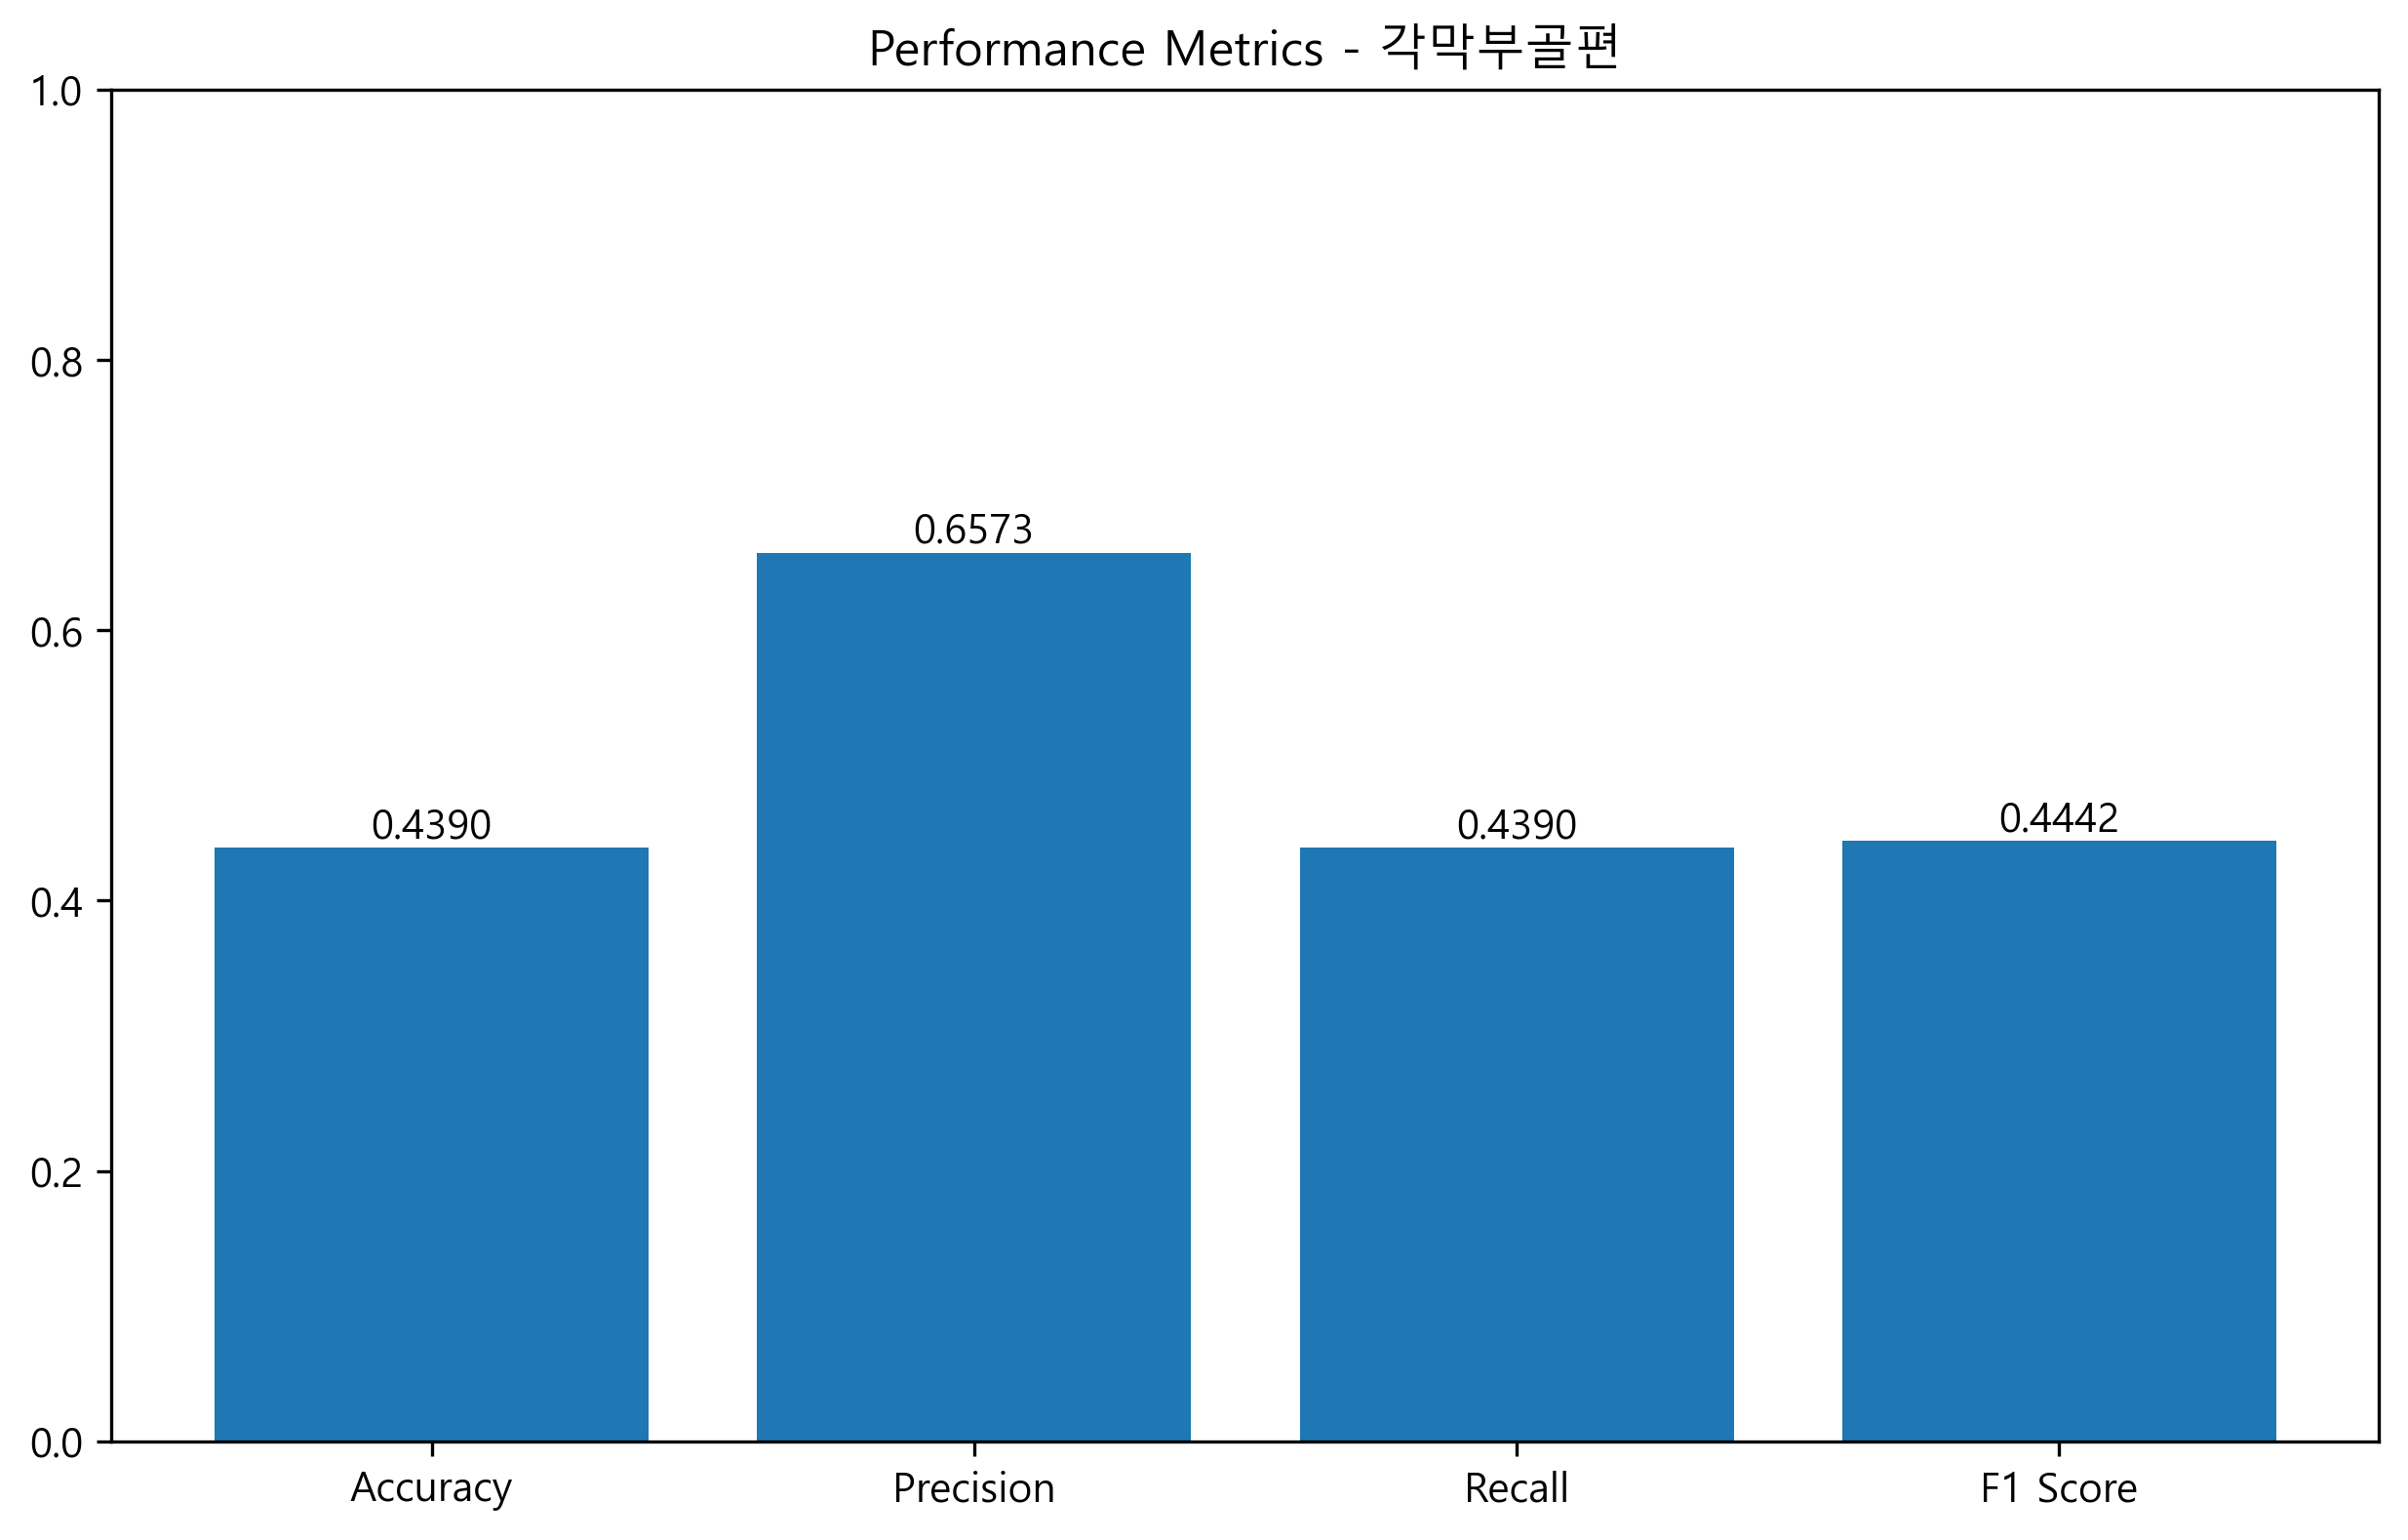 Performance Metrics - 각막부골편
1.0
0.8
0.6
0.4
0.2
0.0
0.4390
0.6573
0.4390
0.4442
Accuracy
Precision
Recall
F1 Score